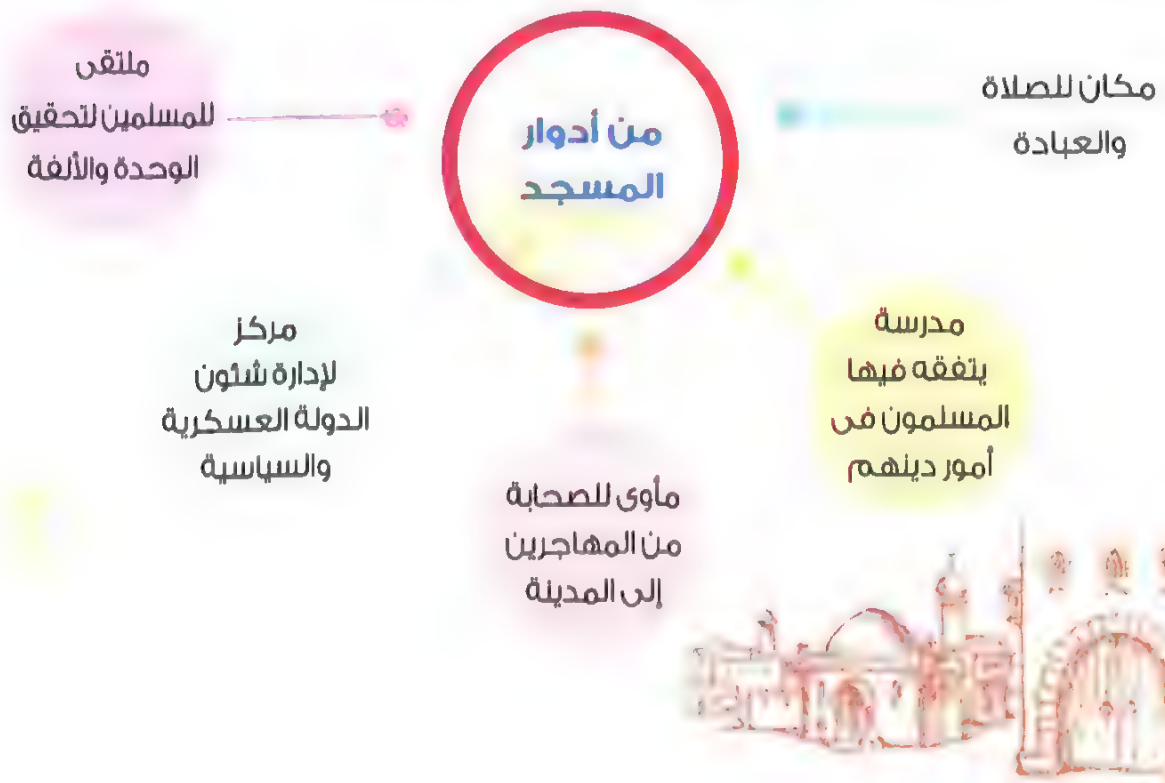 من أدوار
المسجد
مكان للصلاة
والعبادة
مدرسة
يتفقه فيها
المسلمون فى
أمور دينهم
مأوى للصحابة
من المهاجرين
إلى المدينة
مركز
لإدارة شئون
الدولة العسكرية
والسياسية
ملتقى
للمسلمين لتحقيق
الوحدة والألفة